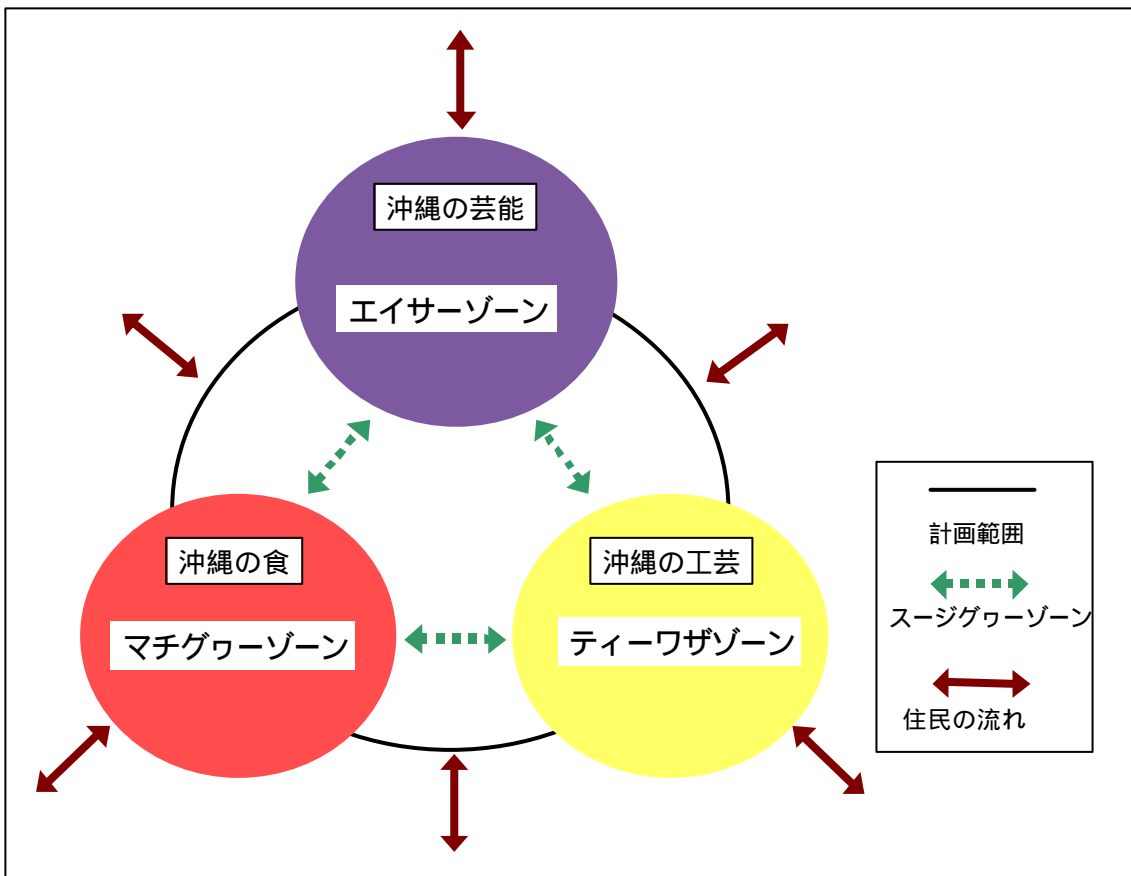 沖縄の芸能
エイサーゾーン
沖縄の食
マチグヮーゾーン
沖縄の工芸
ティーワザゾーン
計画範囲
スージグヮーゾーン
住民の流れ